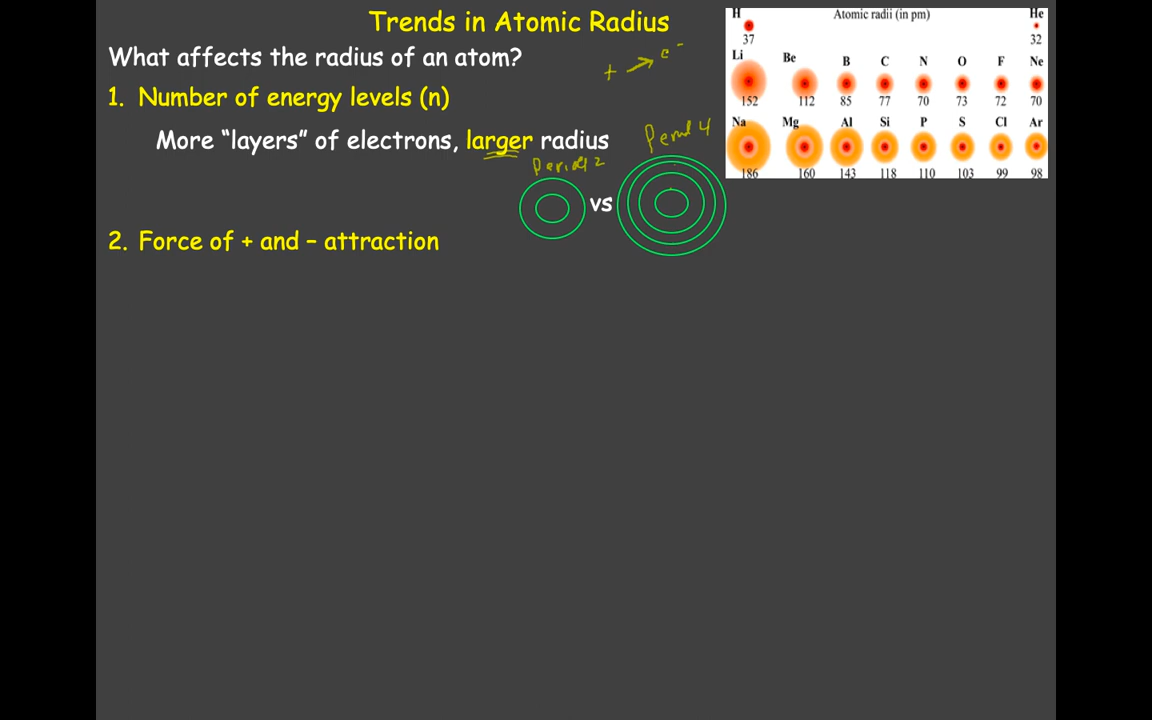 Trends in Atomic Radius
What affects the radius of an atom?
+ → e⁻
1. Number of energy levels (n)
More “layers” of electrons, larger radius
Period 2
vs
Period 4
2. Force of + and – attraction
Atomic radii (in pm)
H He
37 32
Li Be B C N O F Ne
152 112 85 77 70 73 72 70
Na Mg Al Si P S Cl Ar
186 160 143 118 110 103 99 98